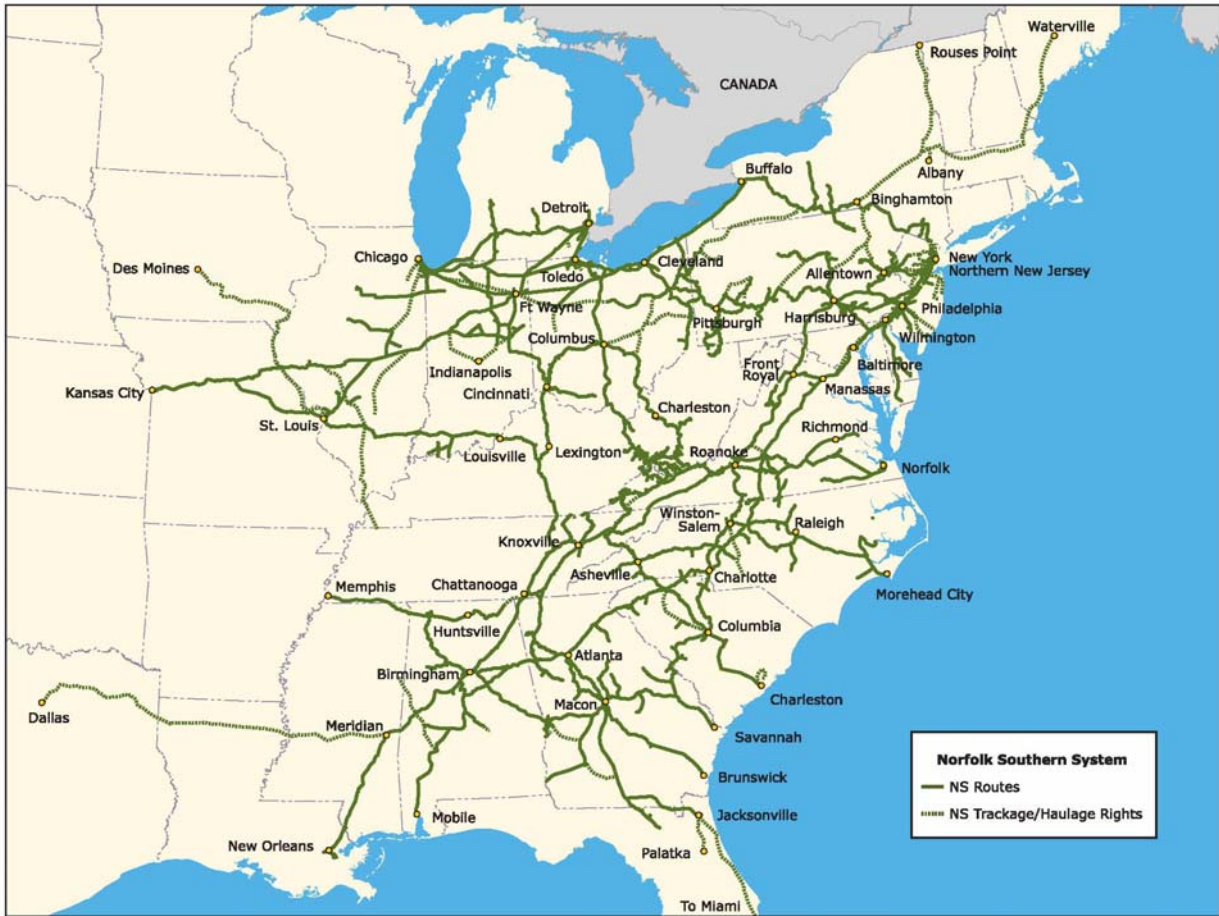 Waterville
Rouses Point
CANADA
Albany
Buffalo
Binghamton
Detroit
Chicago
Des Moines
Toledo
Cleveland
Allentown
New York
Northern New Jersey
Ft Wayne
Pittsburgh
Harrisburg
Philadelphia
Columbus
Wilmington
Indianapolis
Front
Royal
Baltimore
Kansas City
Cincinnati
Manassas
Charleston
St. Louis
Richmond
Louisville
Lexington
Roanoke
Norfolk
Winston-
Salem
Raleigh
Knoxville
Asheville
Charlotte
Memphis
Chattanooga
Morehead City
Huntsville
Columbia
Atlanta
Birmingham
Charleston
Dallas
Macon
Meridian
Savannah
Norfolk Southern System
NS Routes
NS Trackage/Haulage Rights
Brunswick
Mobile
Jacksonville
New Orleans
Palatka
To Miami